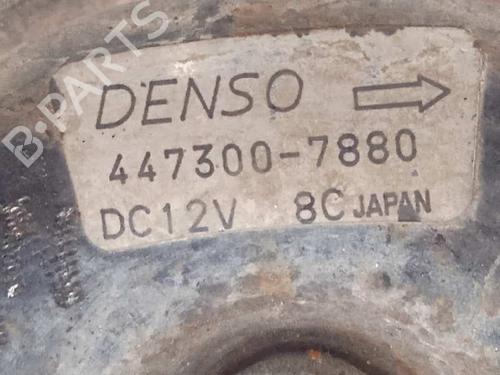 B-PARTS
DENSO
447300-7880
DC12V 8C JAPAN